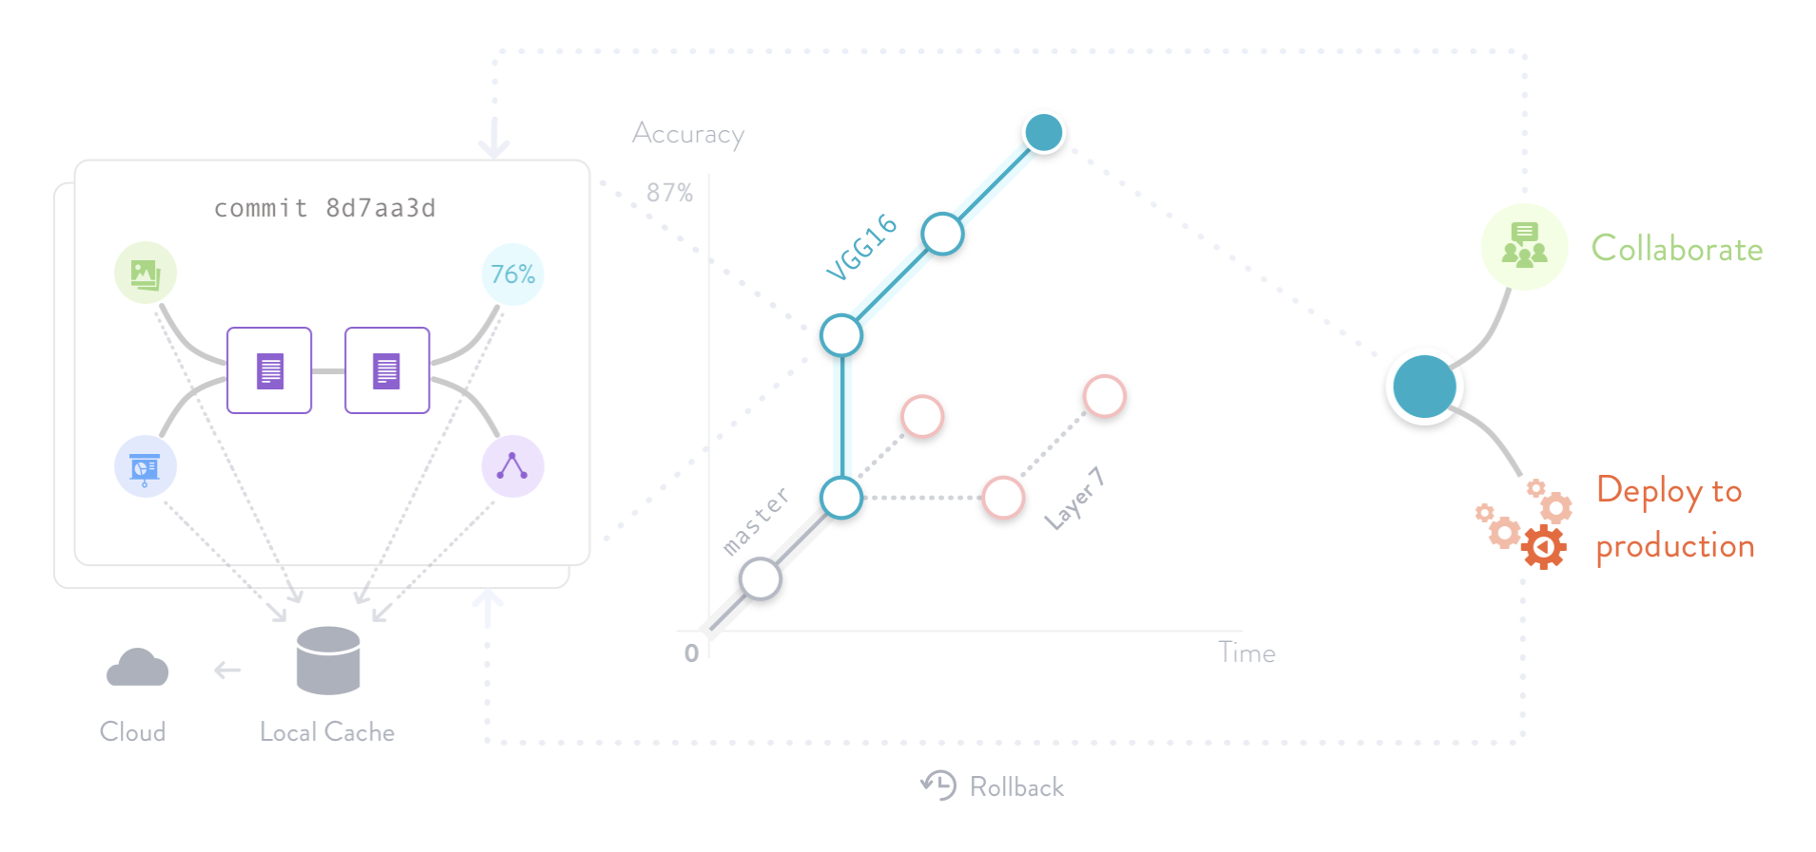 commit 8d7aa3d
76%
Cloud
Local Cache
Accuracy
87%
VGG16
master
Layer 7
0
Time
Collaborate
Deploy to
production
Rollback